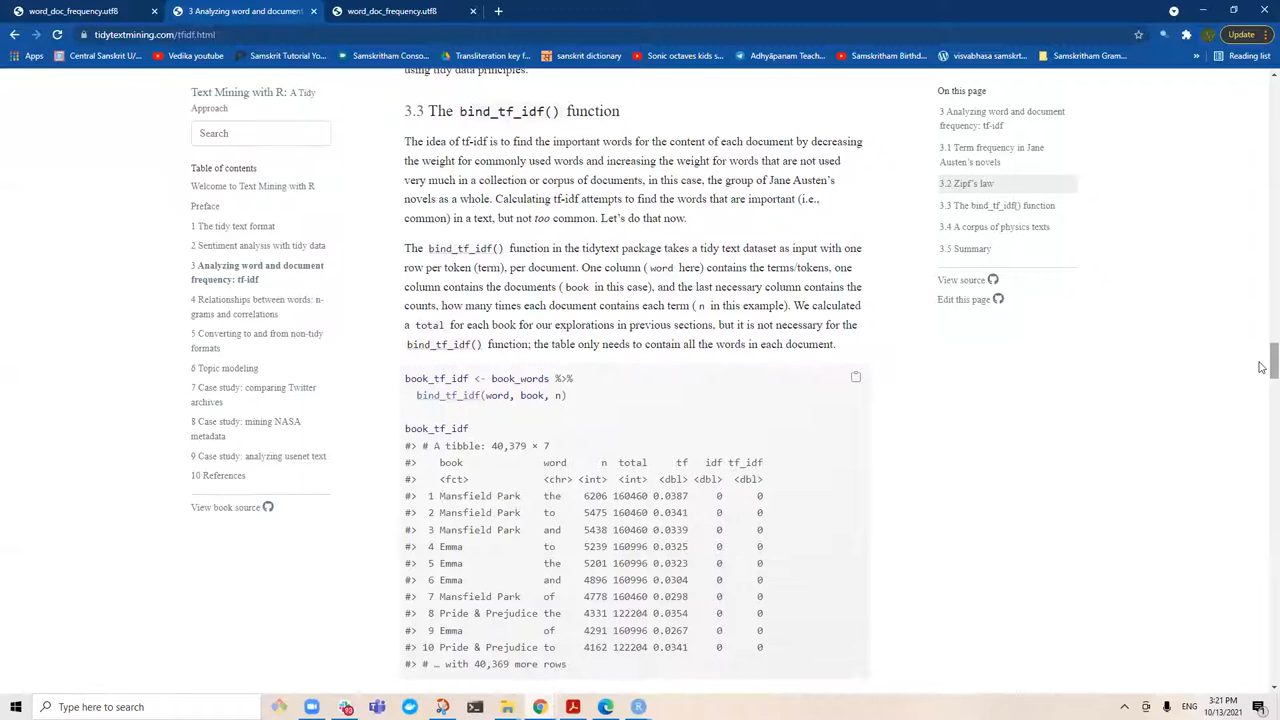 word_doc_frequency.utf8
3 Analyzing word and document
word_doc_frequency.utf8
tidytextmining.com/tfidf.html
Update
Apps
Central Sanskrit U/...
Vedika youtube
Samskrit Tutorial Yo...
Samskritham Conso...
Translieration key f...
sanskrit dictionary
Sonic octaves kids s...
Adhyāpanam Teach...
Samskritham Birthd...
visvabhasa samskrt...
Samskritham Gram...
»
Reading list
using tidy data principles.
Text Mining with R: A Tidy
Approach
Search
Table of contents
Welcome to Text Mining with R
Preface
1 The tidy text format
2 Sentiment analysis with tidy data
3 Analyzing word and document
frequency: tf-idf
4 Relationships between words: n-
grams and correlations
5 Converting to and from non-tidy
formats
6 Topic modeling
7 Case study: comparing Twitter
archives
8 Case study: mining NASA
metadata
9 Case study: analyzing usenet text
10 References
View book source
3.3 The bind_tf_idf() function
The idea of tf-idf is to find the important words for the content of each document by decreasing
the weight for commonly used words and increasing the weight for words that are not used
very much in a collection or corpus of documents, in this case, the group of Jane Austen's
novels as a whole. Calculating tf-idf attempts to find the words that are important (i.e.,
common) in a text, but not too common. Let's do that now.
The bind_tf_idf() function in the tidytext package takes a tidy text dataset as input with one
row per token (term), per document. One column ( word here) contains the terms/tokens, one
column contains the documents ( book in this case), and the last necessary column contains the
counts, how many times each document contains each term ( n in this example). We calculated
a total for each book for our explorations in previous sections, but it is not necessary for the
bind_tf_idf() function; the table only needs to contain all the words in each document.
book_tf_idf <- book_words %>%
bind_tf_idf(word, book, n)
book_tf_idf
#> # A tibble: 40,379 × 7
#> book word n total tf idf tf_idf
#> <fct> <chr> <int> <int> <dbl> <dbl> <dbl>
#> 1 Mansfield Park the 6206 160460 0.0387 0 0
#> 2 Mansfield Park to 5475 160460 0.0341 0 0
#> 3 Mansfield Park and 5438 160460 0.0339 0 0
#> 4 Emma to 5239 160996 0.0325 0 0
#> 5 Emma the 5201 160996 0.0323 0 0
#> 6 Emma and 4896 160996 0.0304 0 0
#> 7 Mansfield Park of 4778 160460 0.0298 0 0
#> 8 Pride & Prejudice the 4331 122204 0.0354 0 0
#> 9 Emma of 4291 160996 0.0267 0 0
#> 10 Pride & Prejudice to 4162 122204 0.0341 0 0
#> # … with 40,369 more rows
On this page
3 Analyzing word and document
frequency: tf-idf
3.1 Term frequency in Jane
Austen's novels
3.2 Zipf's law
3.3 The bind_tf_idf() function
3.4 A corpus of physics texts
3.5 Summary
View source
Edit this page
Type here to search
ENG
3:21 PM
10/13/2021